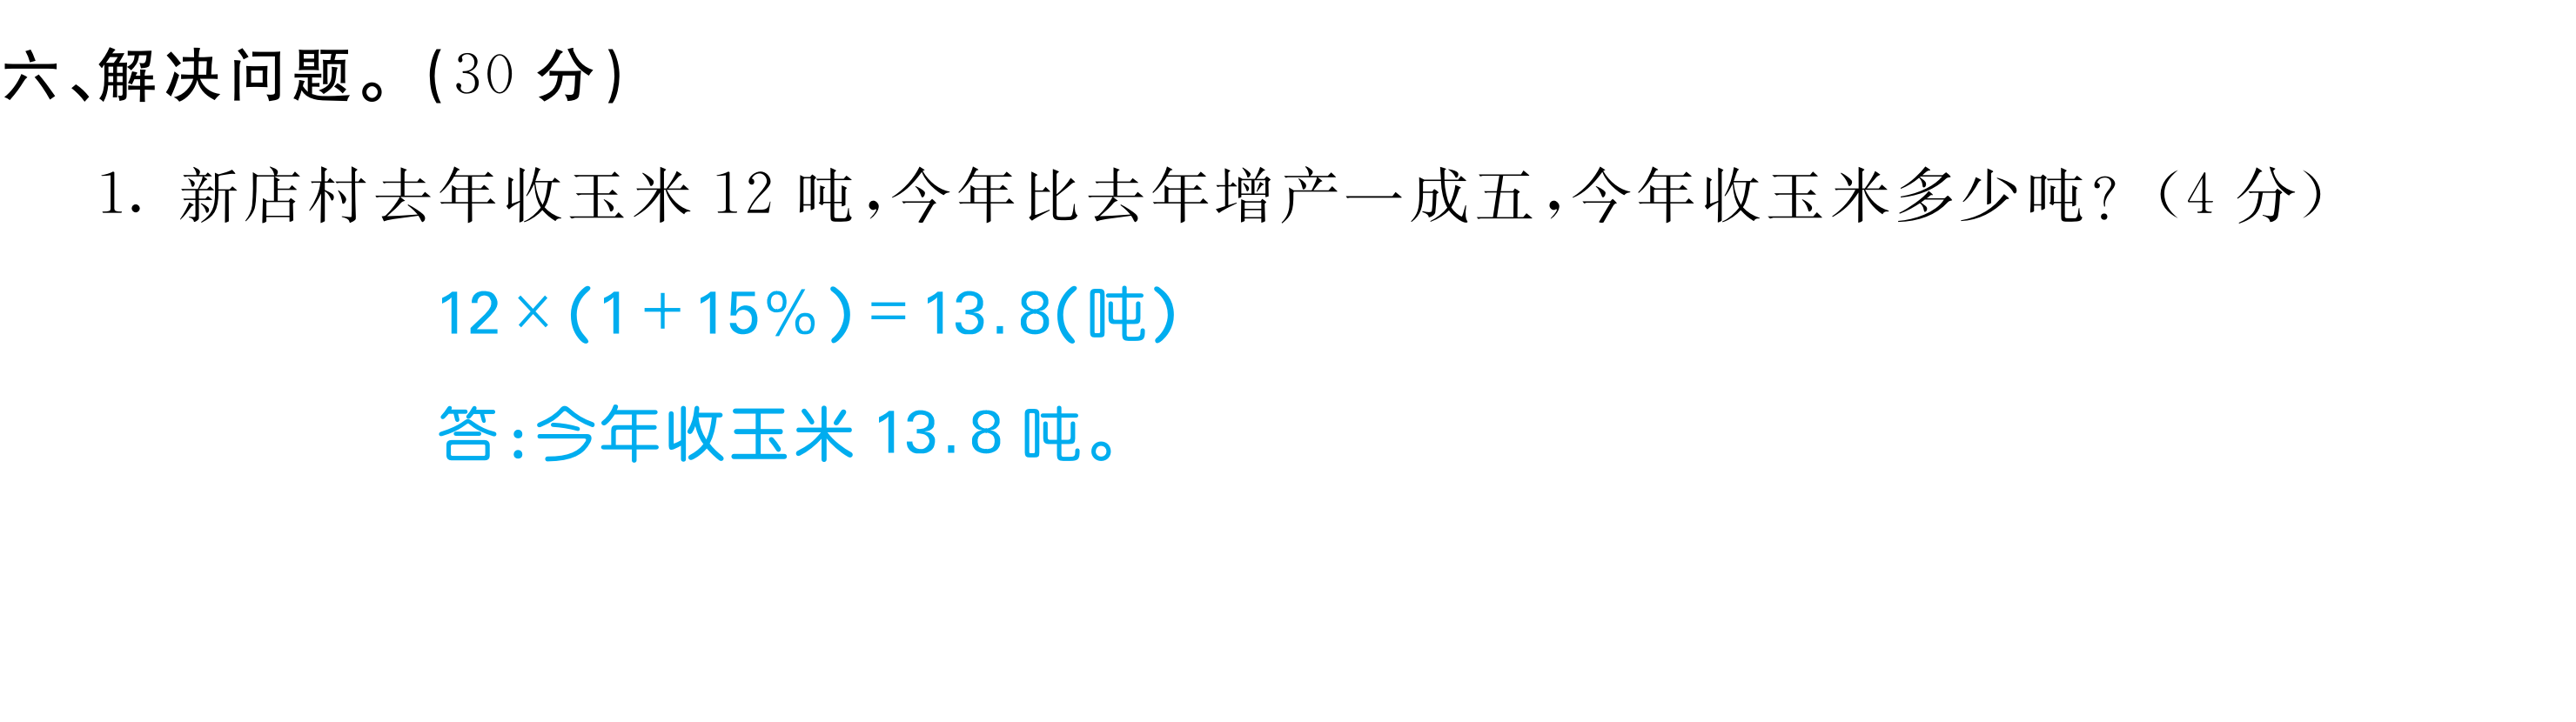 六、解决问题。(30 分)
1. 新店村去年收玉米 12 吨,今年比去年增产一成五,今年收玉米多少吨?(4 分)
12×(1+15%)=13.8(吨)
答:今年收玉米 13.8 吨。